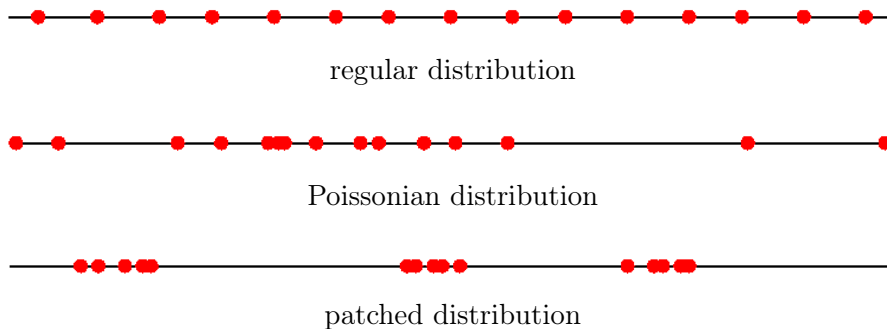 regular distribution
Poissonian distribution
patched distribution